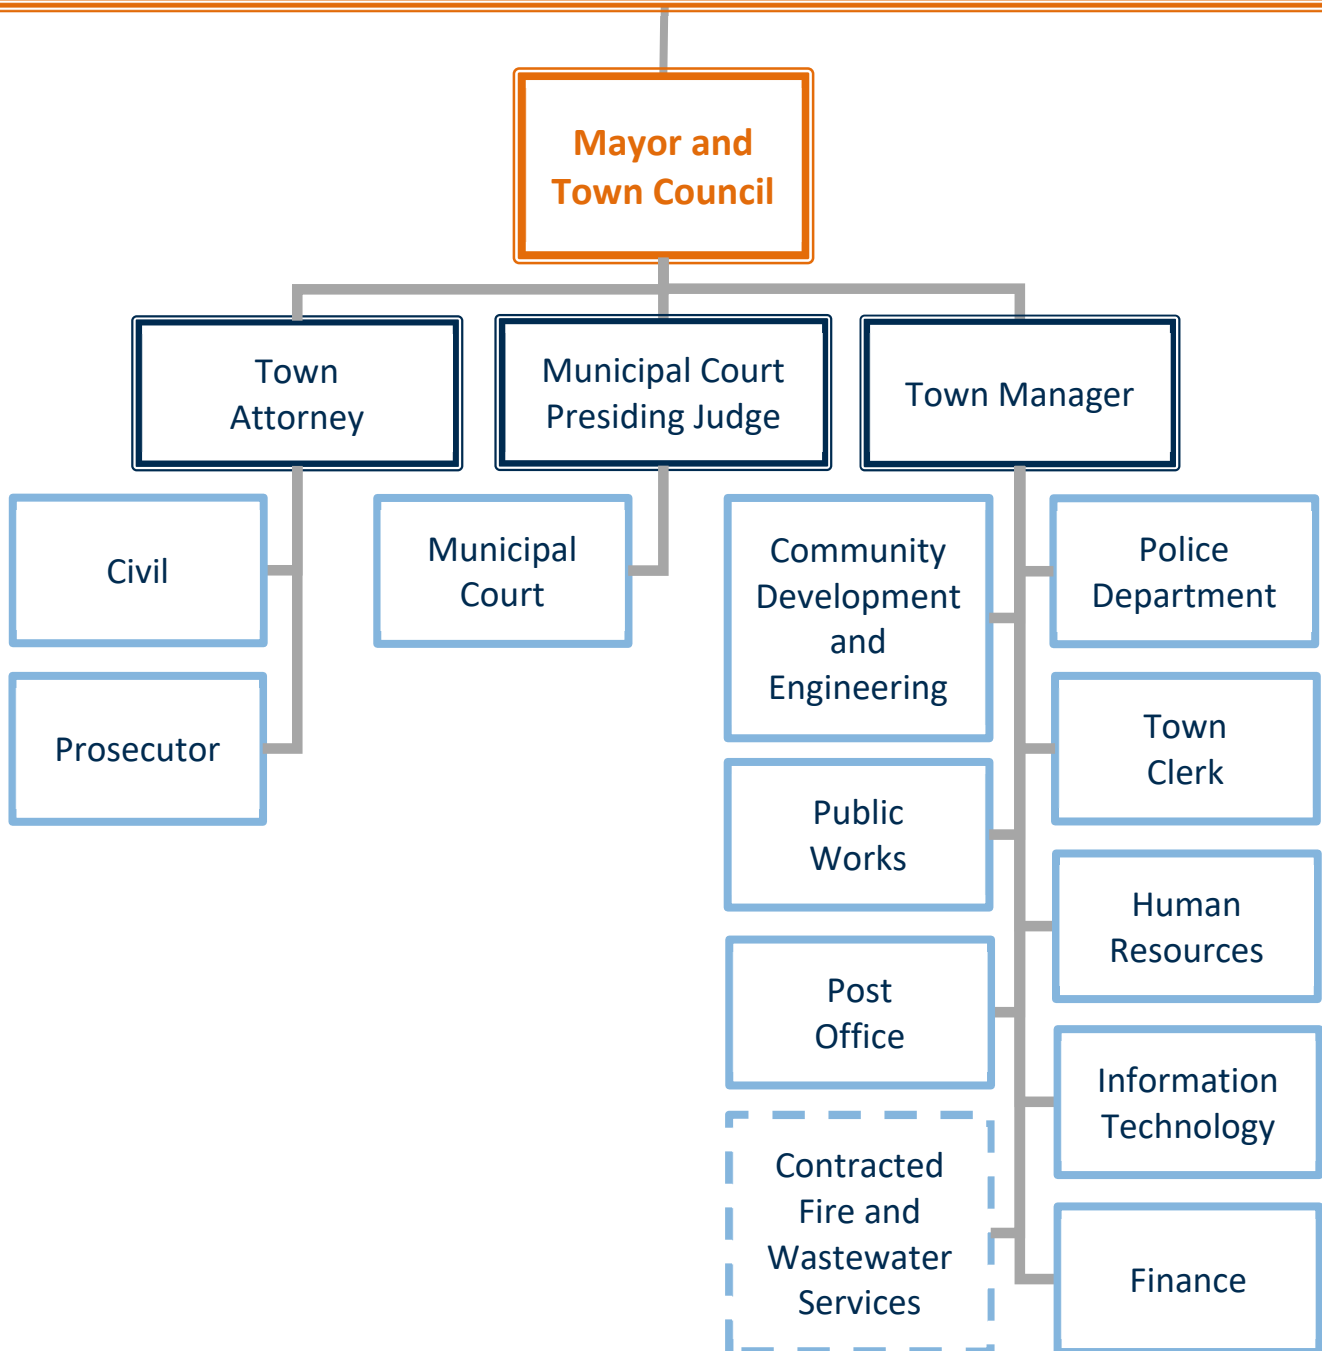 Mayor and
Town Council
Town
Attorney
Municipal Court
Presiding Judge
Town Manager
Civil
Prosecutor
Municipal
Court
Community
Development
and
Engineering
Public
Works
Post
Office
Contracted
Fire and
Wastewater
Services
Police
Department
Town
Clerk
Human
Resources
Information
Technology
Finance